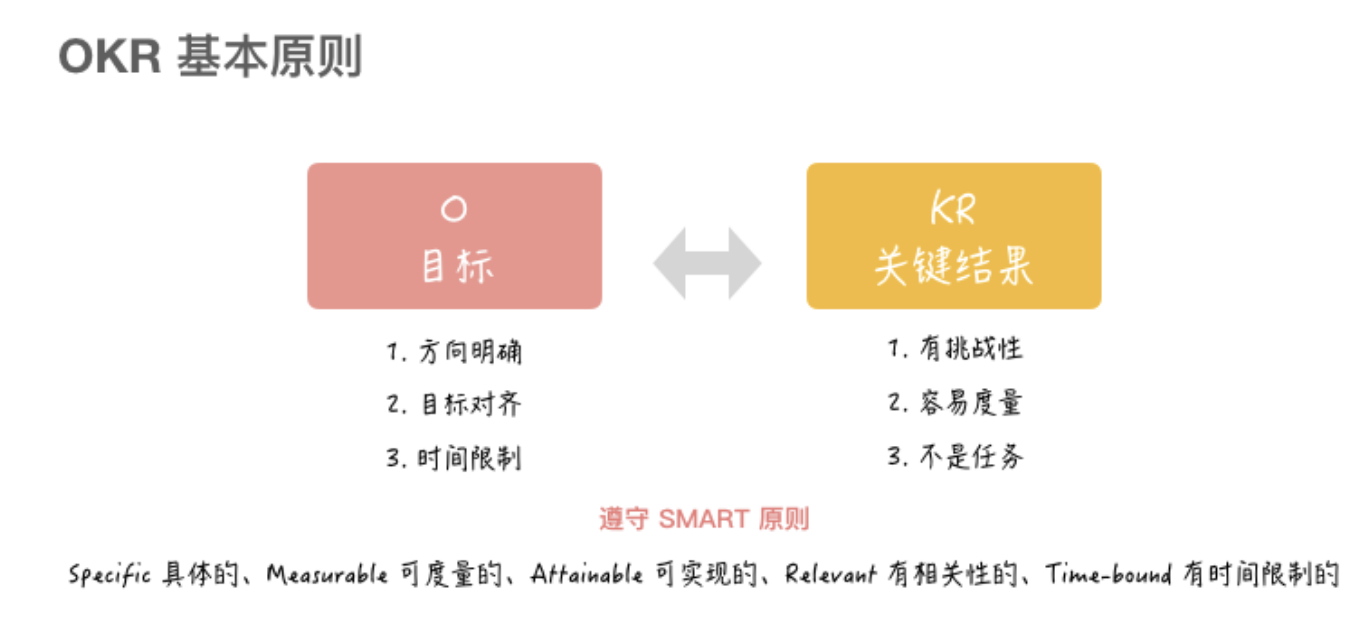 OKR 基本原则
O
目标
1. 方向明确
2. 目标对齐
3. 时间限制
KR
关键结果
1. 有挑战性
2. 容易度量
3. 不是任务
遵守 SMART 原则
Specific 具体的、Measurable 可度量的、Attainable 可实现的、Relevant 有相关性的、Time-bound 有时间限制的